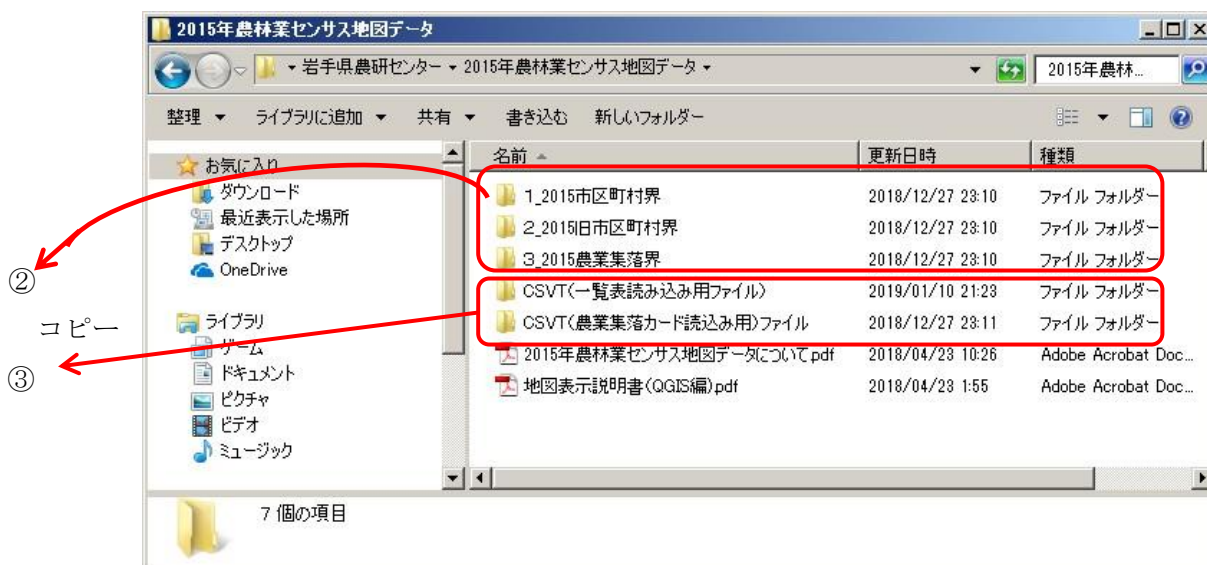 2015年農林業センサス地図データ
岩手県農研センター 2015年農林業センサス地図データ
2015年農林...
整理 ライブラリに追加 共有 書き込む 新しいフォルダー
名前 更新日時 種類
お気に入り
ダウンロード
最近表示した場所
デスクトップ
OneDrive
ライブラリ
ゲーム
ドキュメント
ピクチャ
ビデオ
ミュージック
1_2015市区町村界 2018/12/27 23:10 ファイル フォルダー
2_2015旧市区町村界 2018/12/27 23:10 ファイル フォルダー
3_2015農業集落界 2018/12/27 23:10 ファイル フォルダー
CSVT(一覧表読み込み用ファイル) 2019/01/10 21:23 ファイル フォルダー
CSVT(農業集落カード読込み用)ファイル 2018/12/27 23:11 ファイル フォルダー
2015年農林業センサス地図データについて.pdf 2018/04/23 10:26 Adobe Acrobat Doc...
地図表示説明書(QGIS編).pdf 2018/04/23 1:55 Adobe Acrobat Doc...
②
コピー
③
7 個の項目